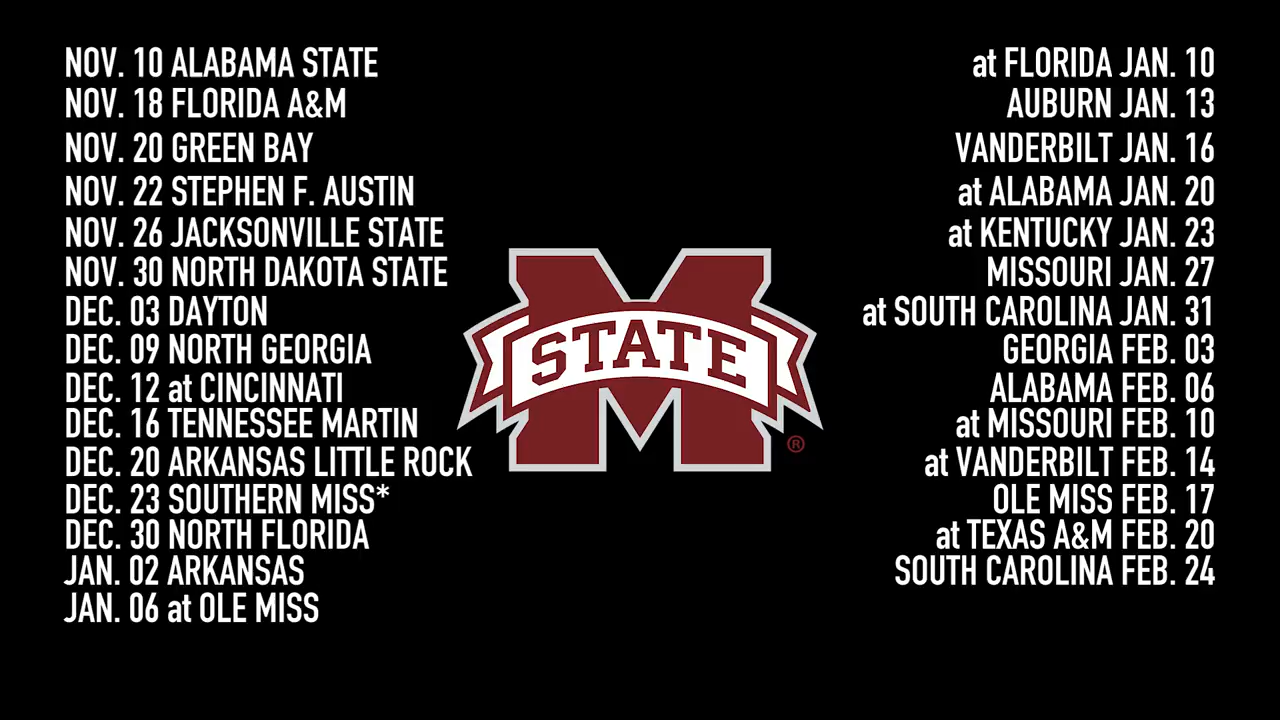 NOV. 10 ALABAMA STATE
NOV. 18 FLORIDA A&M
NOV. 20 GREEN BAY
NOV. 22 STEPHEN F. AUSTIN
NOV. 26 JACKSONVILLE STATE
NOV. 30 NORTH DAKOTA STATE
DEC. 03 DAYTON
DEC. 09 NORTH GEORGIA
DEC. 12 at CINCINNATI
DEC. 16 TENNESSEE MARTIN
DEC. 20 ARKANSAS LITTLE ROCK
DEC. 23 SOUTHERN MISS*
DEC. 30 NORTH FLORIDA
JAN. 02 ARKANSAS
JAN. 06 at OLE MISS
M
STATE
®
at FLORIDA JAN. 10
AUBURN JAN. 13
VANDERBILT JAN. 16
at ALABAMA JAN. 20
at KENTUCKY JAN. 23
MISSOURI JAN. 27
at SOUTH CAROLINA JAN. 31
GEORGIA FEB. 03
ALABAMA FEB. 06
at MISSOURI FEB. 10
at VANDERBILT FEB. 14
OLE MISS FEB. 17
at TEXAS A&M FEB. 20
SOUTH CAROLINA FEB. 24